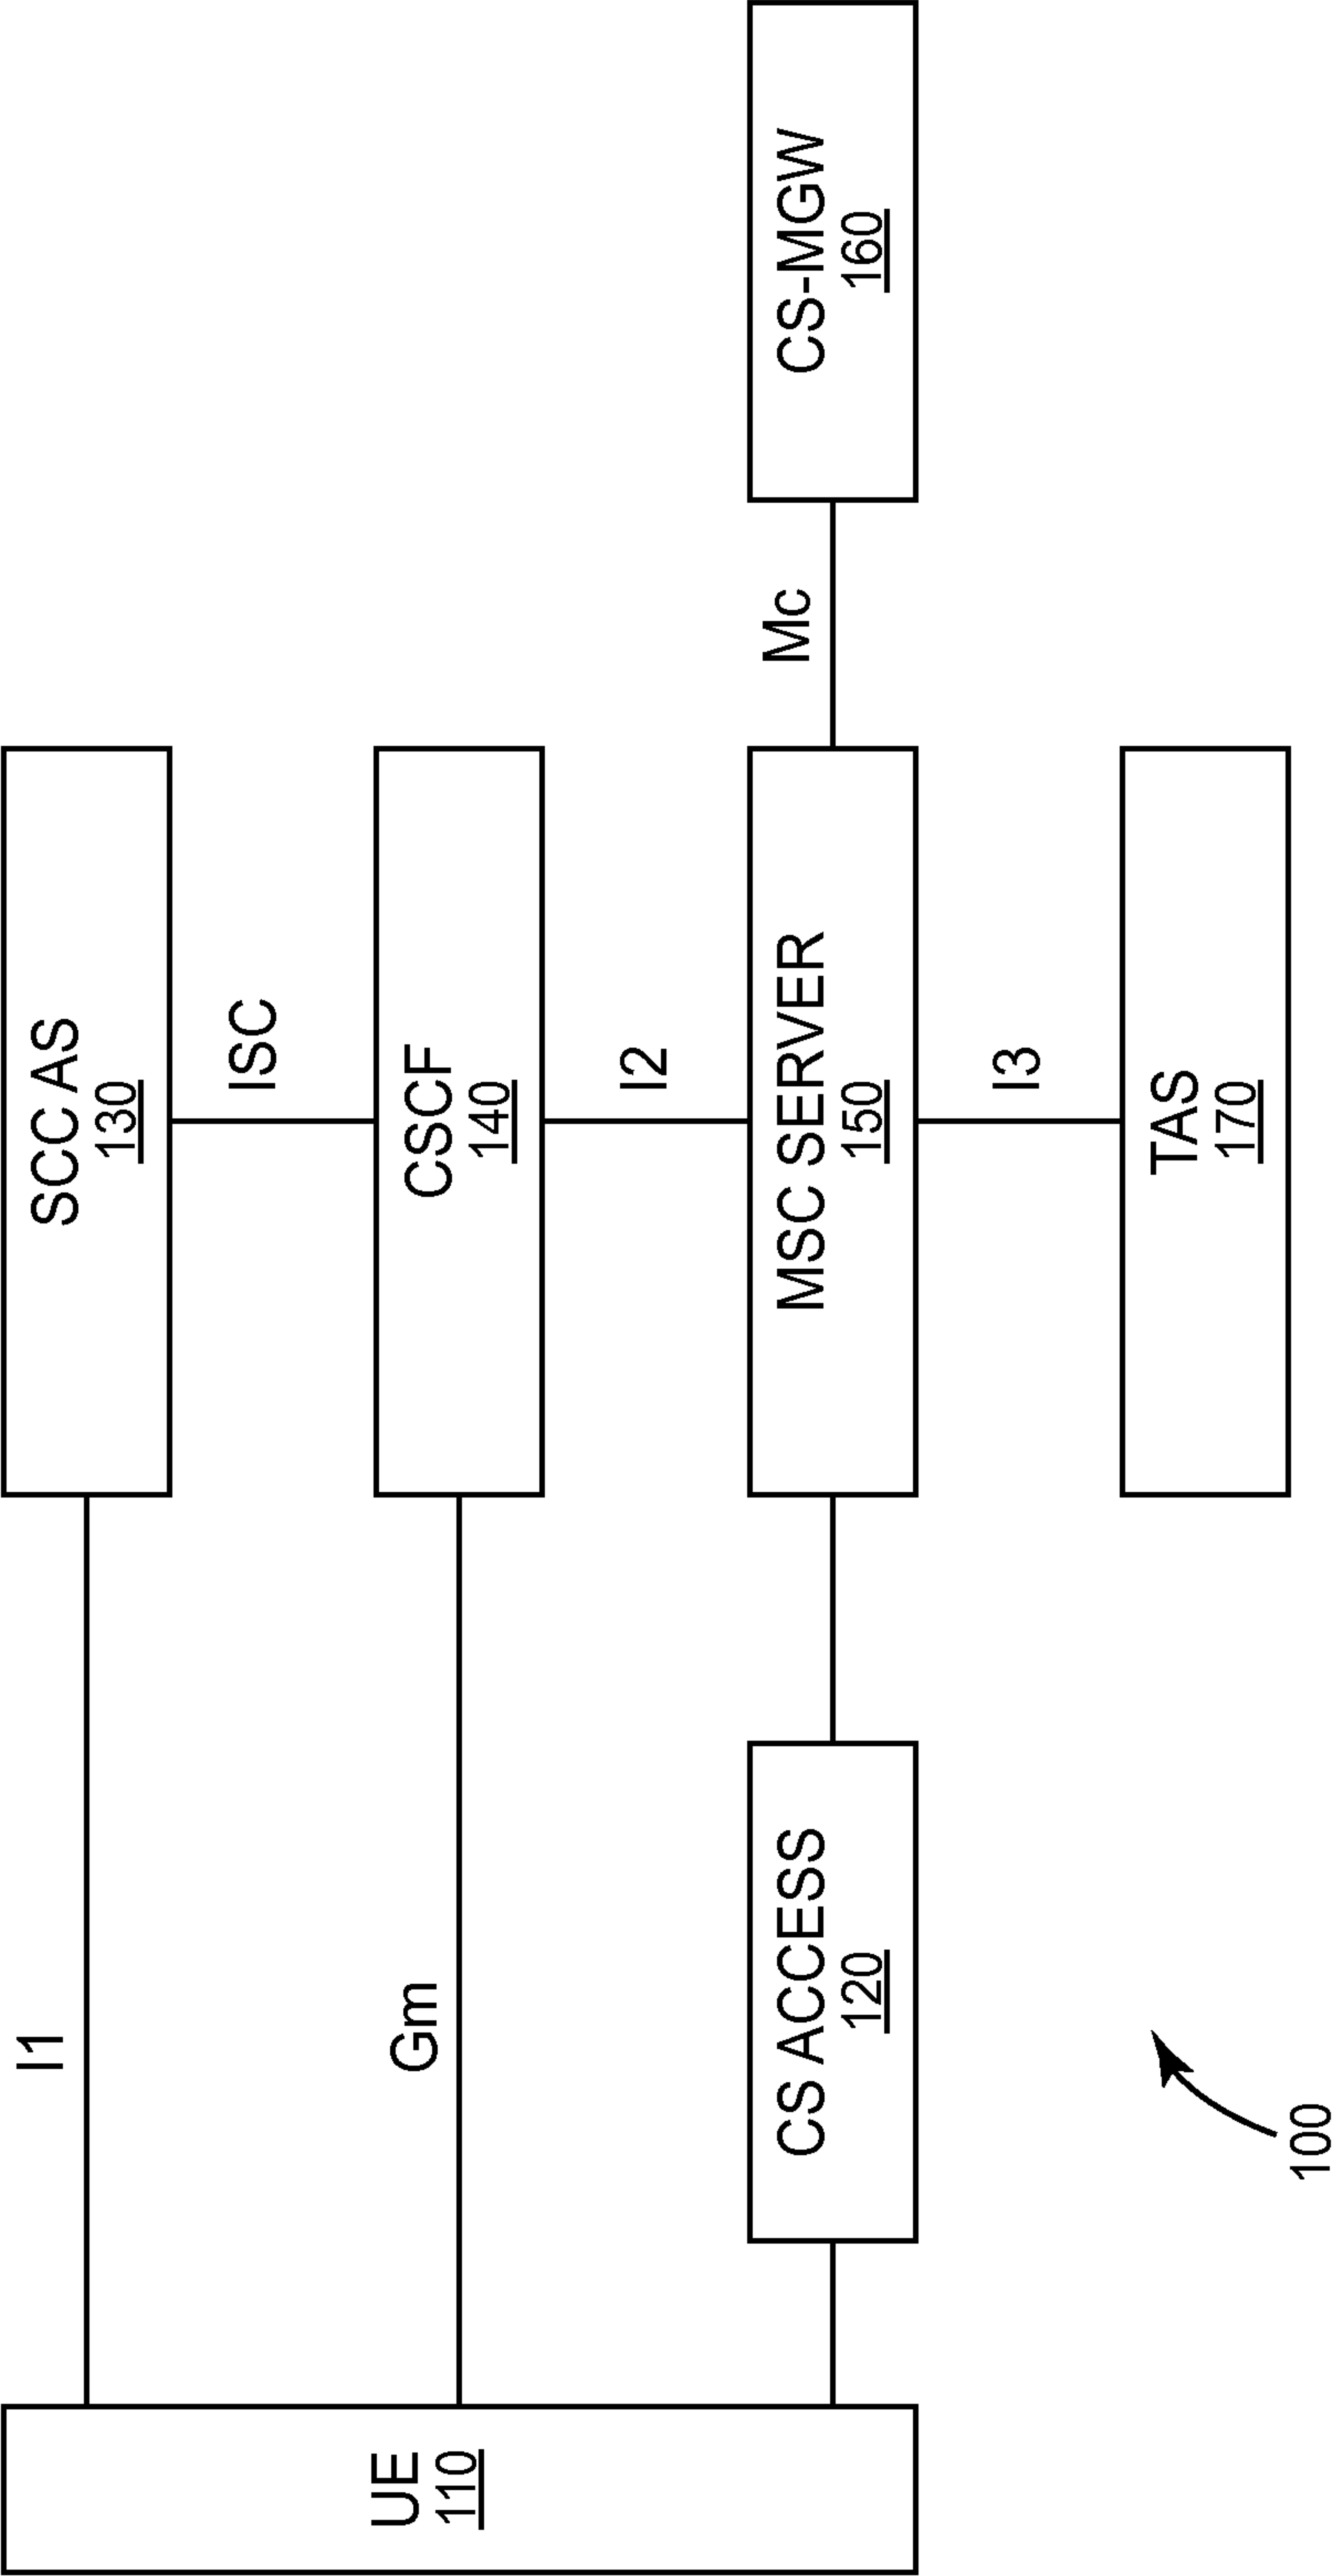 I1
SCC AS
130
ISC
UE
110
Gm
CSCF
140
I2
CS ACCESS
120
MSC SERVER
150
Mc
CS-MGW
160
I3
TAS
170
100